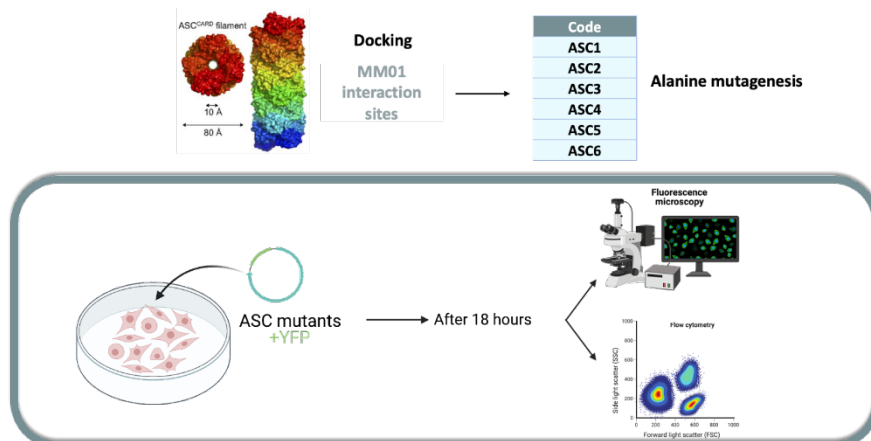 ASC^CARD filament
10 Å
80 Å
Docking
MM01
interaction
sites
Code
ASC1
ASC2
ASC3
ASC4
ASC5
ASC6
Alanine mutagenesis
ASC mutants
+YFP
After 18 hours
Fluorescence
microscopy
Flow cytometry
Side light scatter (SSC)
1000
800
600
400
200
0
0 200 400 600 800 1000
Forward light scatter (FSC)